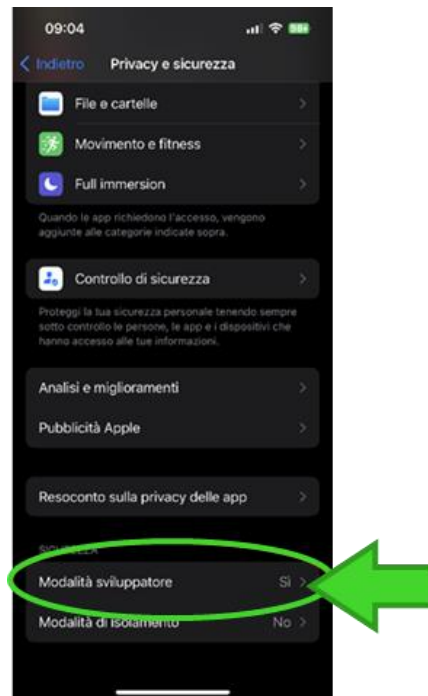 09:04
Indietro Privacy e sicurezza
File e cartelle
Movimento e fitness
Full immersion
Quando le app richiedono l'accesso, vengono
aggiunte alle categorie indicate sopra.
Controllo di sicurezza
Proteggi la tua sicurezza personale tenendo sempre
sotto controllo le persone, le app e i dispositivi che
hanno accesso alle tue informazioni.
Analisi e miglioramenti
Pubblicità Apple
Resoconto sulla privacy delle app
SICUREZZA
Modalità sviluppatore Sì
Modalità di isolamento No